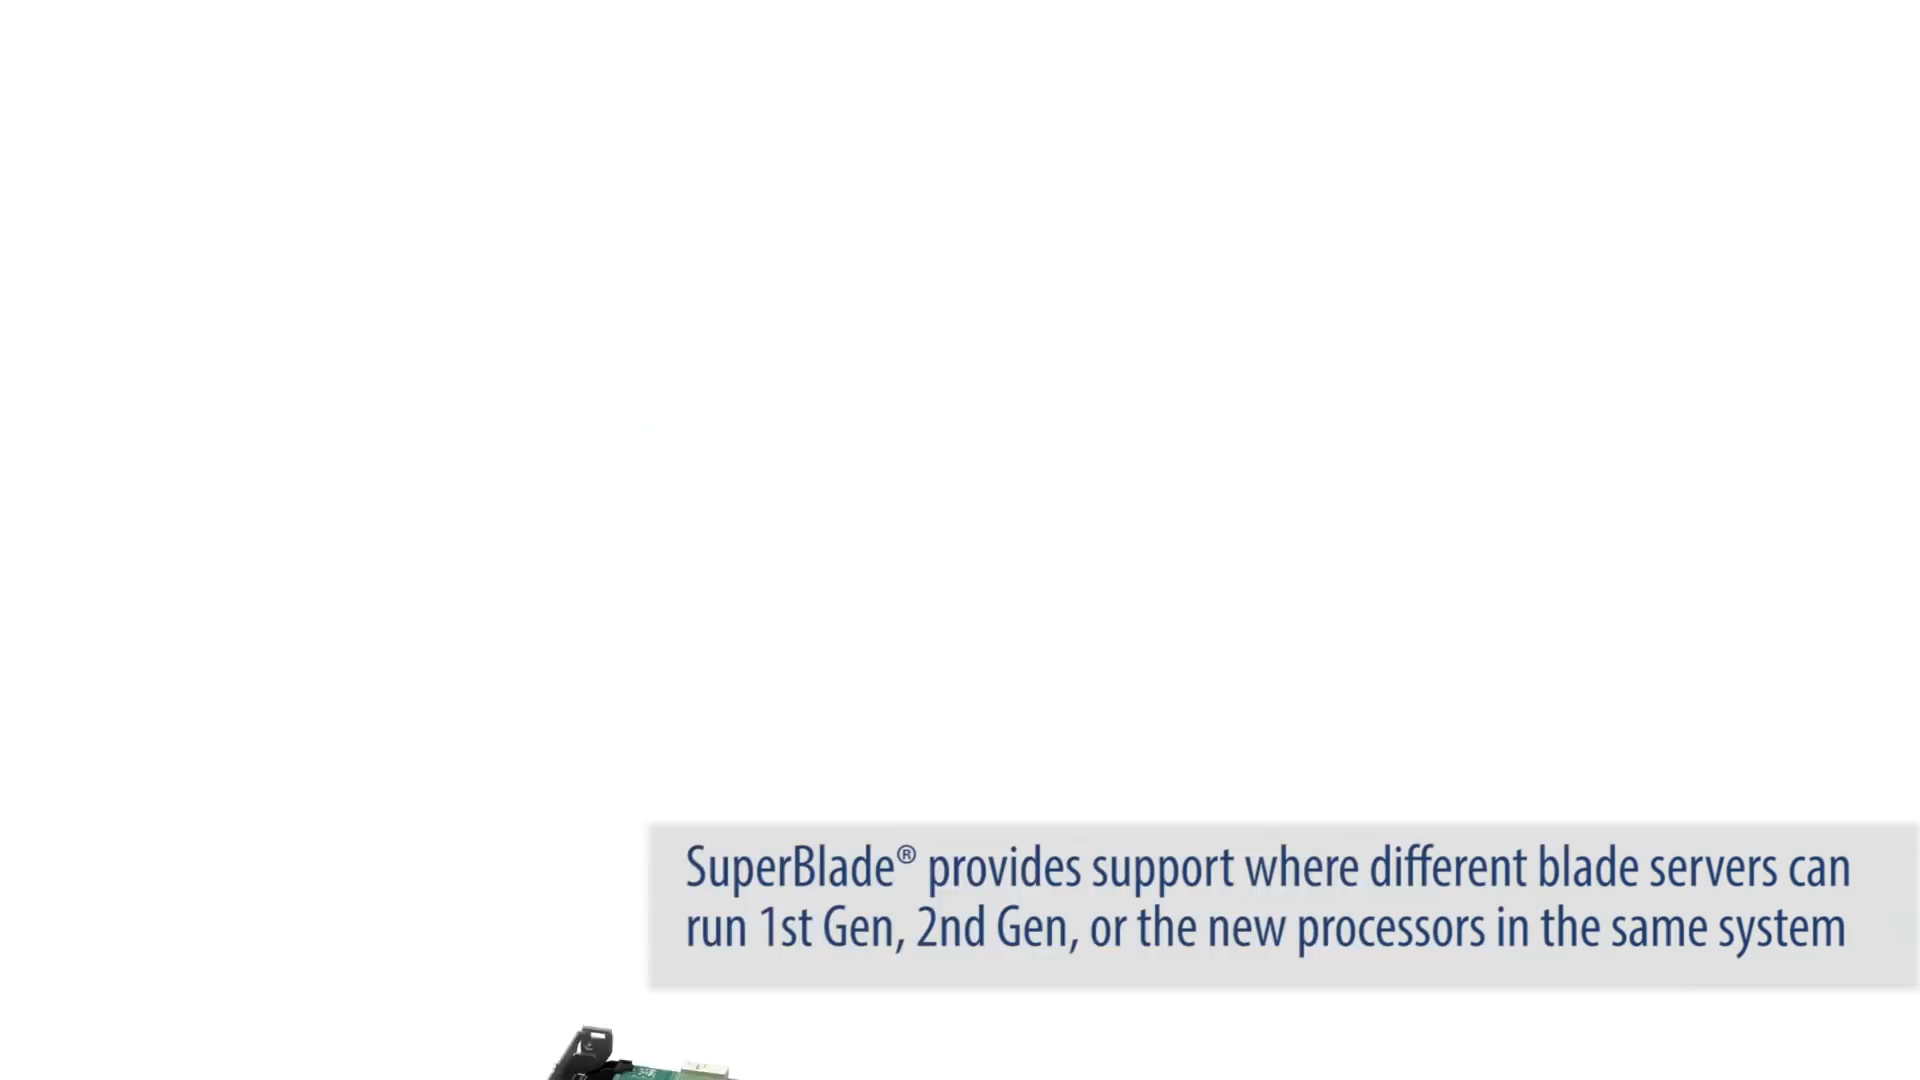 SuperBlade® provides support where different blade servers can
run 1st Gen, 2nd Gen, or the new processors in the same system